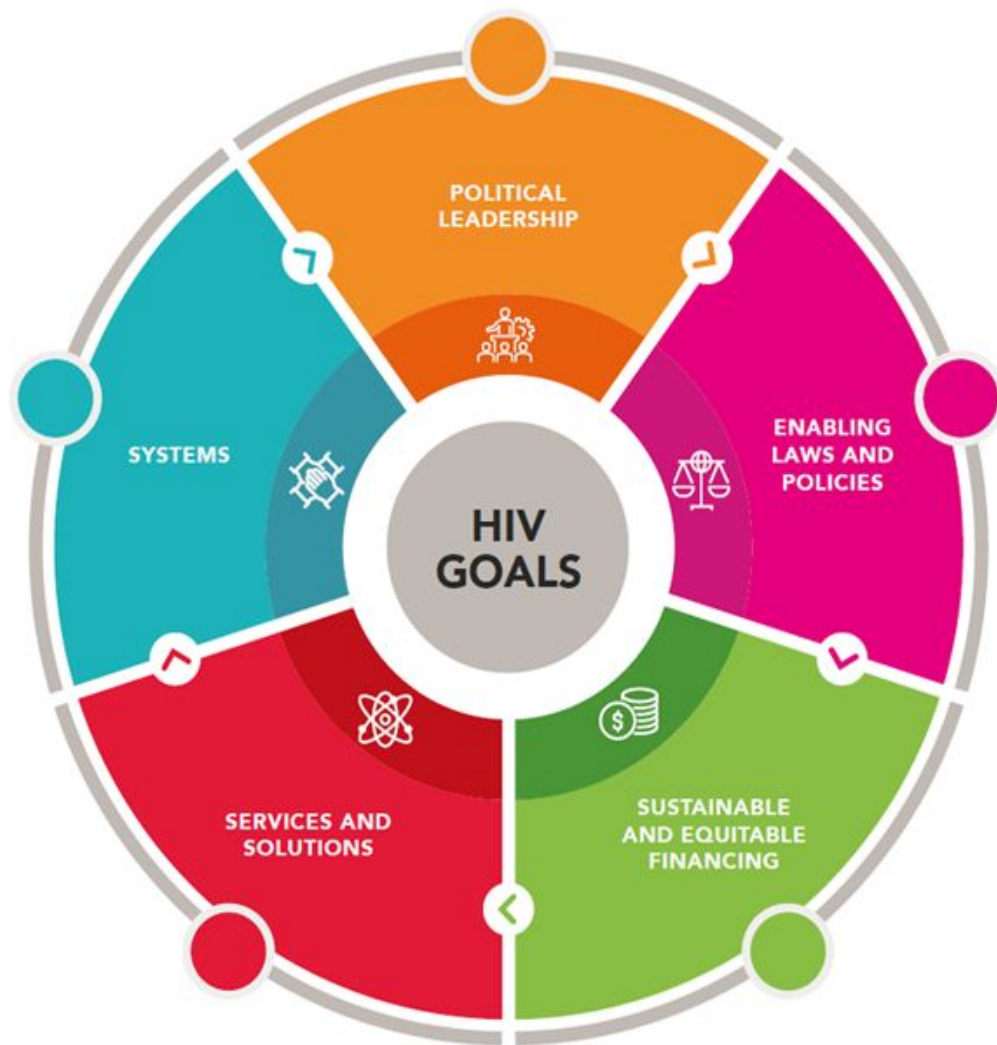 POLITICAL
LEADERSHIP
ENABLING
LAWS AND
POLICIES
SYSTEMS
HIV
GOALS
$
SUSTAINABLE
AND EQUITABLE
FINANCING
SERVICES AND
SOLUTIONS